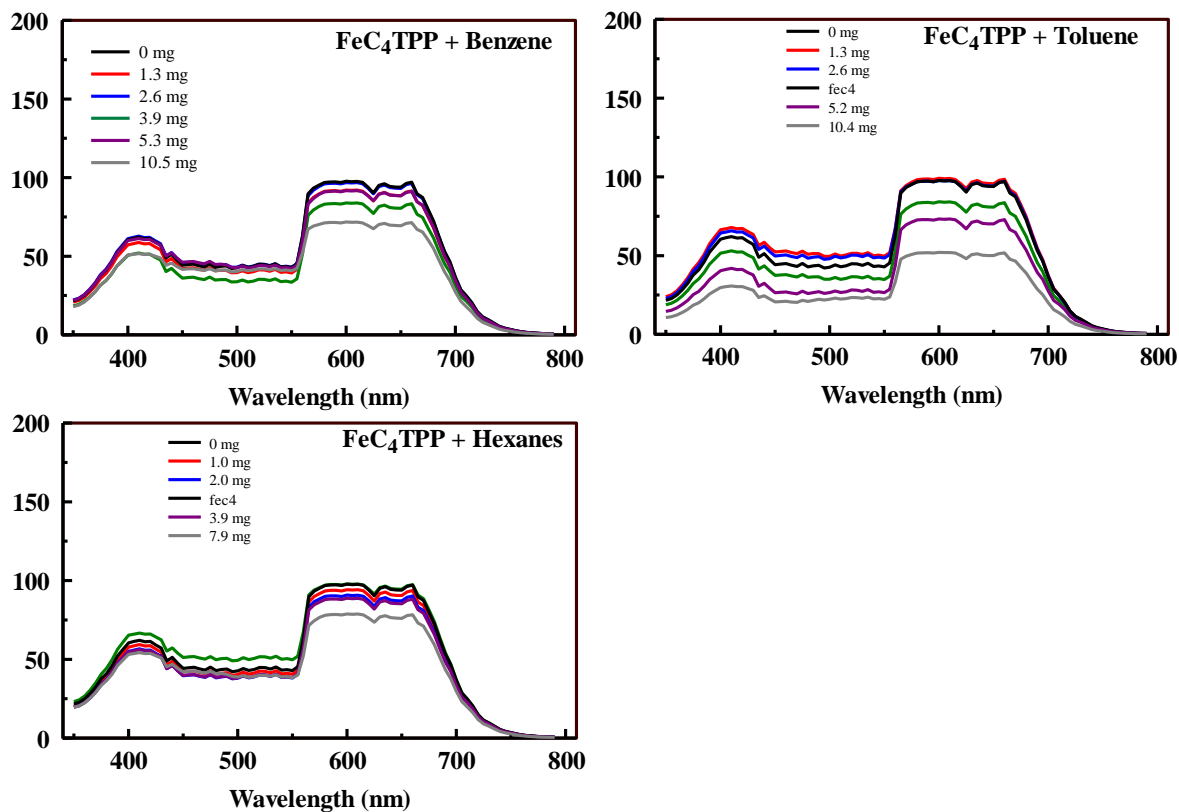 FeC4TPP + Benzene
0 mg
1.3 mg
2.6 mg
3.9 mg
5.3 mg
10.5 mg
200
150
100
50
0
400 500 600 700 800
Wavelength (nm)
FeC4TPP + Toluene
0 mg
1.3 mg
2.6 mg
fec4
5.2 mg
10.4 mg
200
150
100
50
0
400 500 600 700 800
Wavelength (nm)
FeC4TPP + Hexanes
0 mg
1.0 mg
2.0 mg
fec4
3.9 mg
7.9 mg
200
150
100
50
0
400 500 600 700 800
Wavelength (nm)